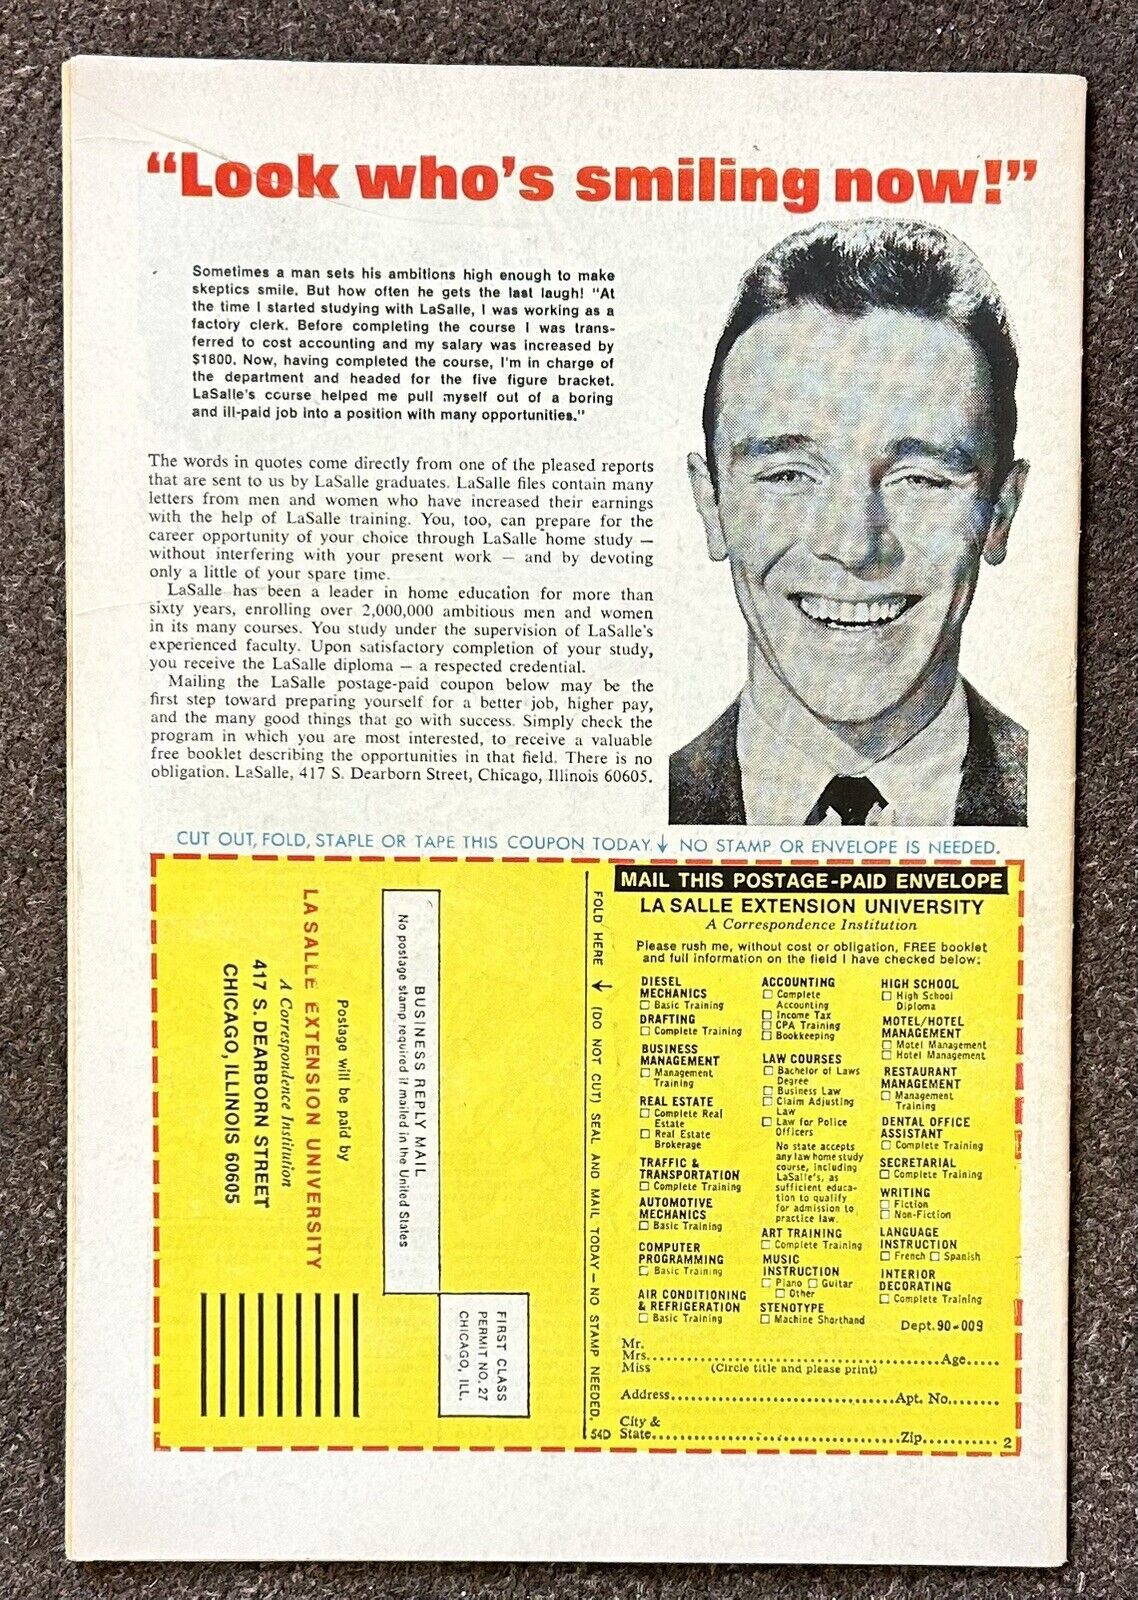 “Look who's smiling now!”
Sometimes a man sets his ambitions high enough to make
skeptics smile. But how often he gets the last laugh! "At
the time I started studying with LaSalle, I was working as a
factory clerk. Before completing the course I was trans-
ferred to cost accounting and my salary was increased by
$1800. Now, having completed the course, I'm in charge of
the department and headed for the five figure bracket.
LaSalle's course helped me pull myself out of a boring
and ill-paid job into a position with many opportunities."
The words in quotes come directly from one of the pleased reports
that are sent to us by LaSalle graduates. LaSalle files contain many
letters from men and women who have increased their earnings
with the help of LaSalle training. You, too, can prepare for the
career opportunity of your choice through LaSalle home study —
without interfering with your present work — and by devoting
only a little of your spare time.
LaSalle has been a leader in home education for more than
sixty years, enrolling over 2,000,000 ambitious men and women
in its many courses. You study under the supervision of LaSalle's
experienced faculty. Upon satisfactory completion of your study,
you receive the LaSalle diploma — a respected credential.
Mailing the LaSalle postage-paid coupon below may be the
first step toward preparing yourself for a better job, higher pay,
and the many good things that go with success. Simply check the
program in which you are most interested, to receive a valuable
free booklet describing the opportunities in that field. There is no
obligation. LaSalle, 417 S. Dearborn Street, Chicago, Illinois 60605.
CUT OUT, FOLD, STAPLE OR TAPE THIS COUPON TODAY ↓ NO STAMP OR ENVELOPE IS NEEDED.
FIRST CLASS
PERMIT NO. 27
CHICAGO, ILL.
BUSINESS REPLY MAIL
No postage stamp required if mailed in the United States
Postage will be paid by
LA SALLE EXTENSION UNIVERSITY
A Correspondence Institution
417 S. DEARBORN STREET
CHICAGO, ILLINOIS 60605
FOLD HERE ↓ (DO NOT CUT) SEAL AND MAIL TODAY — NO STAMP NEEDED.
54D
MAIL THIS POSTAGE-PAID ENVELOPE
LA SALLE EXTENSION UNIVERSITY
A Correspondence Institution
Please rush me, without cost or obligation, FREE booklet
and full information on the field I have checked below:
DIESEL
MECHANICS
☐ Basic Training
DRAFTING
☐ Complete Training
BUSINESS
MANAGEMENT
☐ Management
Training
REAL ESTATE
☐ Complete Real
Estate
☐ Real Estate
Brokerage
TRAFFIC &
TRANSPORTATION
☐ Complete Training
AUTOMOTIVE
MECHANICS
☐ Basic Training
COMPUTER
PROGRAMMING
☐ Basic Training
AIR CONDITIONING
& REFRIGERATION
☐ Basic Training
ACCOUNTING
☐ Complete
Accounting
☐ Income Tax
☐ CPA Training
☐ Bookkeeping
LAW COURSES
☐ Bachelor of Laws
Degree
☐ Business Law
☐ Claim Adjusting
Law
☐ Law for Police
Officers
No state accepts
any law home study
course, including
LaSalle's, as
sufficient educa-
tion to qualify
for admission to
practice law.
ART TRAINING
☐ Complete Training
MUSIC
INSTRUCTION
☐ Piano ☐ Guitar
☐ Other
STENOTYPE
☐ Machine Shorthand
HIGH SCHOOL
☐ High School
Diploma
MOTEL/HOTEL
MANAGEMENT
☐ Motel Management
☐ Hotel Management
RESTAURANT
MANAGEMENT
☐ Management
Training
DENTAL OFFICE
ASSISTANT
☐ Complete Training
SECRETARIAL
☐ Complete Training
WRITING
☐ Fiction
☐ Non-Fiction
LANGUAGE
INSTRUCTION
☐ French ☐ Spanish
INTERIOR
DECORATING
☐ Complete Training
Dept. 90-009
Mr.
Mrs. Age
Miss (Circle title and please print)
Address Apt. No.
City &
State Zip 2